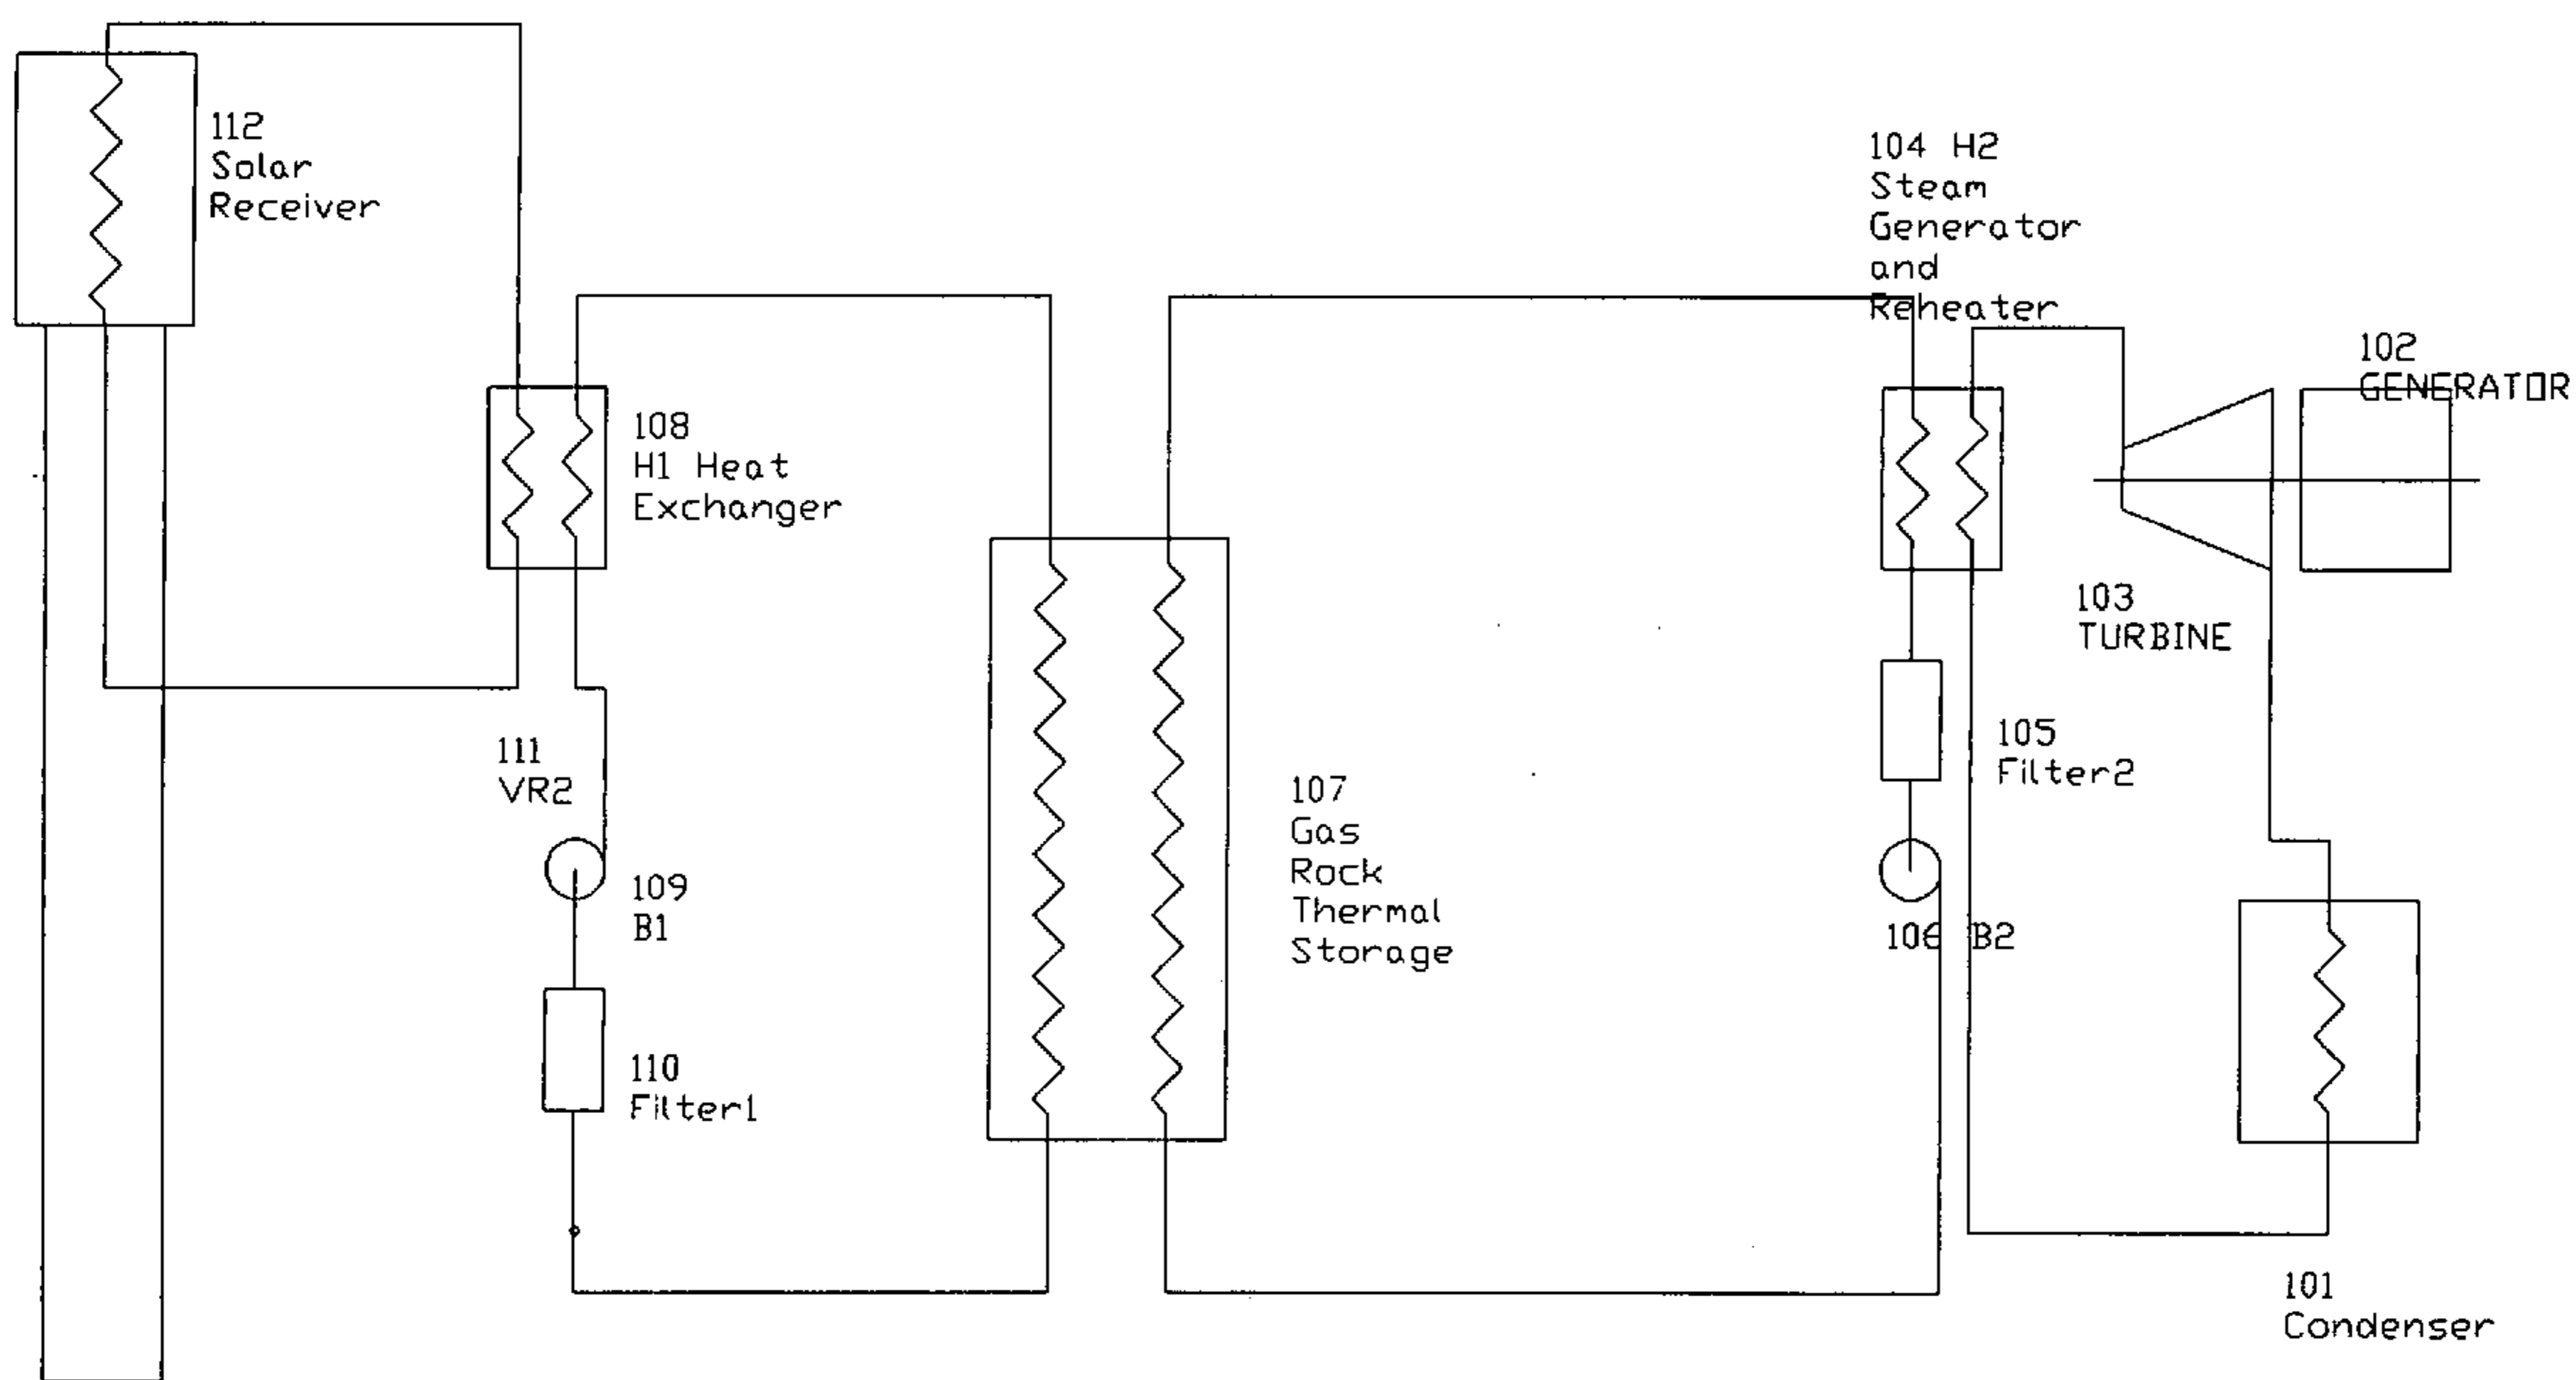 112
Solar
Receiver
104 H2
Steam
Generator
and
Reheater
102
GENERATOR
108
H1 Heat
Exchanger
103
TURBINE
111
VR2
105
Filter2
107
Gas
Rock
Thermal
Storage
109
B1
106 B2
110
Filter1
101
Condenser